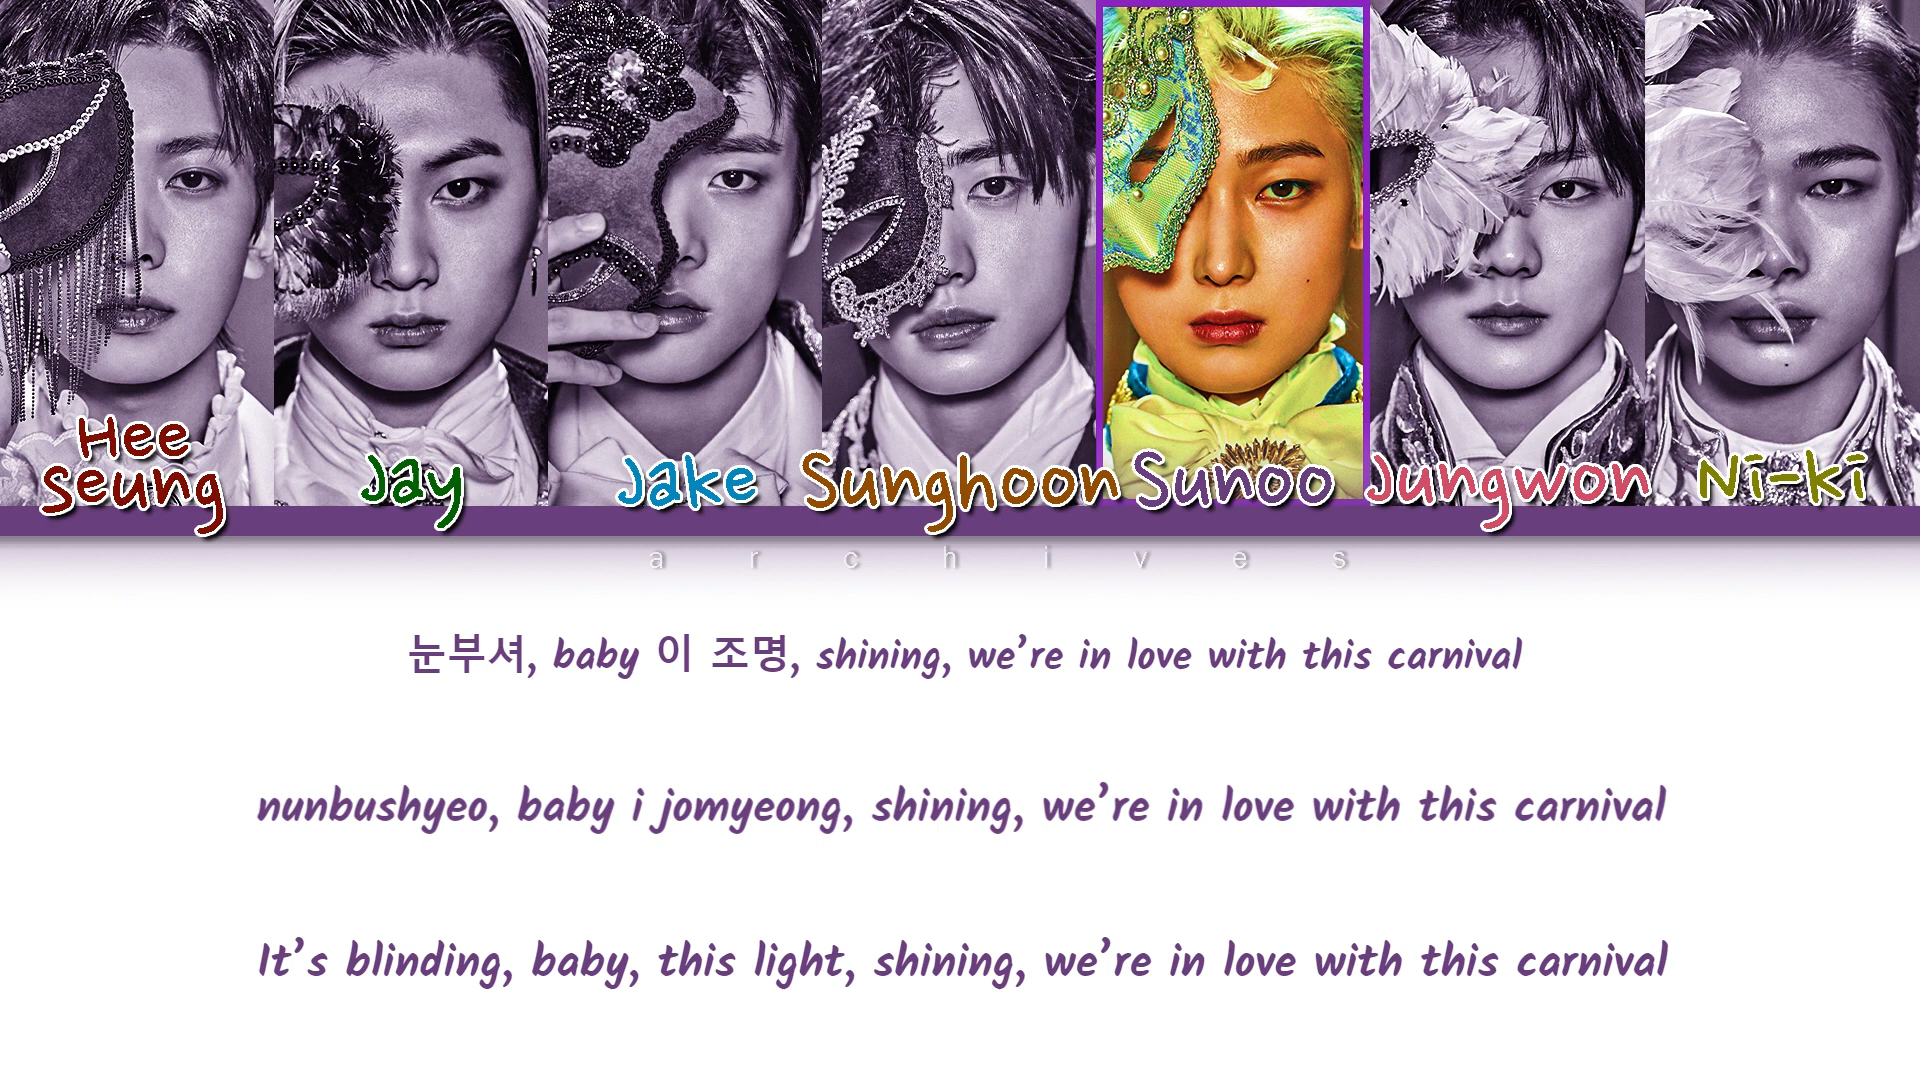 Hee
seung
Jay
Jake
Sunghoon
Sunoo
Jungwon
Ni-ki
archives
눈부셔, baby 이 조명, shining, we’re in love with this carnival
nunbushyeo, baby i jomyeong, shining, we’re in love with this carnival
It’s blinding, baby, this light, shining, we’re in love with this carnival